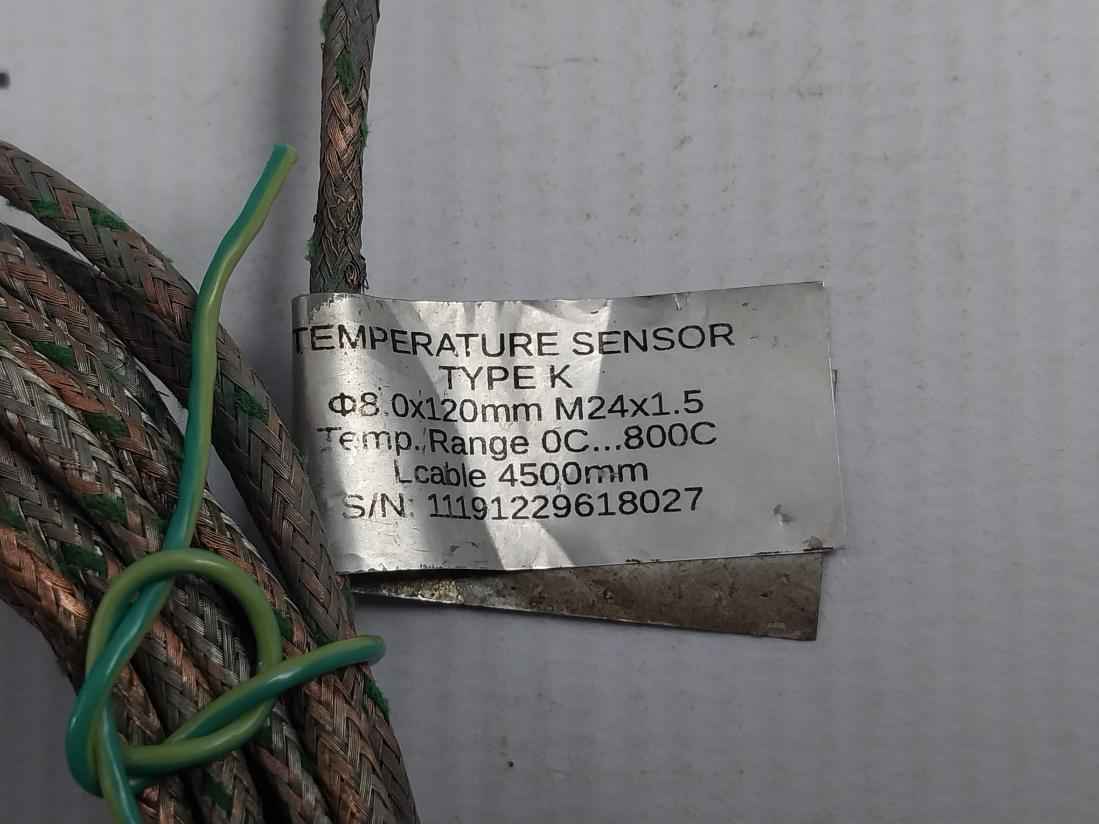 TEMPERATURE SENSOR
TYPE K
Φ8.0x120mm M24x1.5
Temp. Range 0C...800C
Lcable 4500mm
S/N: 11191229618027